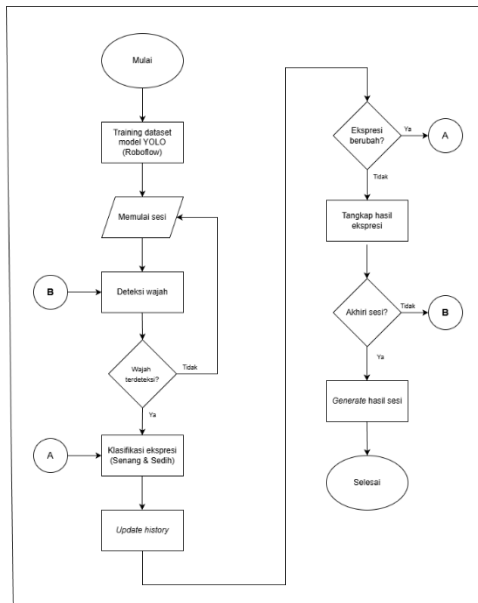 Mulai
Training dataset
model YOLO
(Roboflow)
Memulai sesi
B
Deteksi wajah
Wajah
terdeteksi?
Tidak
Ya
A
Klasifikasi ekspresi
(Senang & Sedih)
Update history
Ekspresi
berubah?
Ya
A
Tidak
Tangkap hasil
ekspresi
Akhiri sesi?
Tidak
B
Ya
Generate hasil sesi
Selesai